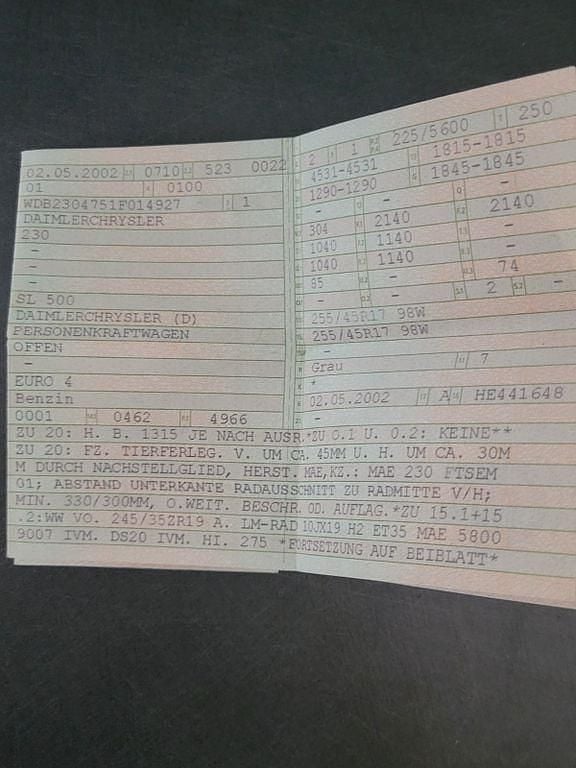 02.05.2002 0710 523 0022
01 0100
WDB2304751F014927 1
DAIMLERCHRYSLER
230
-
-
-
SL 500
DAIMLERCHRYSLER (D)
PERSONENKRAFTWAGEN
OFFEN
-
EURO 4
Benzin
0001 0462 4966
2 1 225/5600 250
4531-4531 1815-1815
1290-1290 1845-1845
- - -
304 2140 2140
1040 1140 -
1040 1140 -
85 - 74
- - 2 -
255/45R17 98W
255/45R17 98W
-
Grau 7
*
02.05.2002 A HE441648
-
ZU 20: H. B. 1315 JE NACH AUSR.*ZU O.1 U. 0.2: KEINE**
ZU 20: FZ. TIERFERLEG. V. UM CA. 45MM U. H. UM CA. 30M
M DURCH NACHSTELLGLIED, HERST. MAE,KZ.: MAE 230 FTSEM
01; ABSTAND UNTERKANTE RADAUSSCHNITT ZU RADMITTE V/H;
MIN. 330/300MM, O.WEIT. BESCHR. OD. AUFLAG.*ZU 15.1+15
.2:WW VO. 245/35ZR19 A. LM-RAD 10JX19 H2 ET35 MAE 5800
9007 IVM. DS20 IVM. HI. 275 *FORTSETZUNG AUF BEIBLATT*